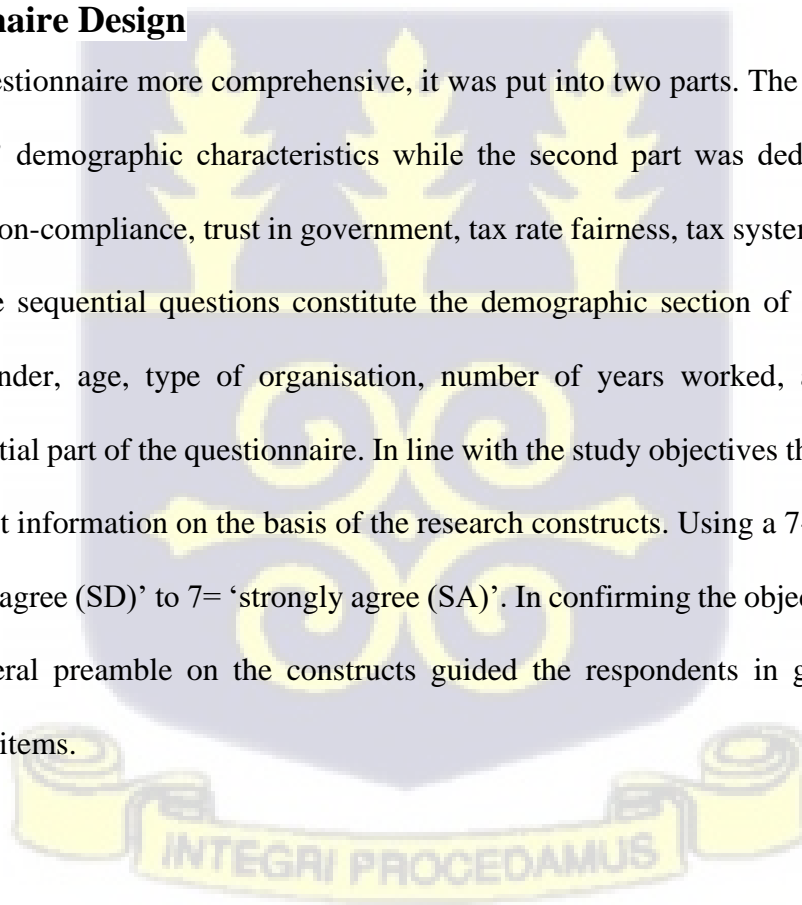 naire Design
estionnaire more comprehensive, it was put into two parts. The
demographic characteristics while the second part was ded
on-compliance, trust in government, tax rate fairness, tax system
e sequential questions constitute the demographic section of
nder, age, type of organisation, number of years worked, a
tial part of the questionnaire. In line with the study objectives th
t information on the basis of the research constructs. Using a 7-
agree (SD)’ to 7= ‘strongly agree (SA)’. In confirming the objec
eral preamble on the constructs guided the respondents in g
items.
INTEGRI PROCEDAMUS